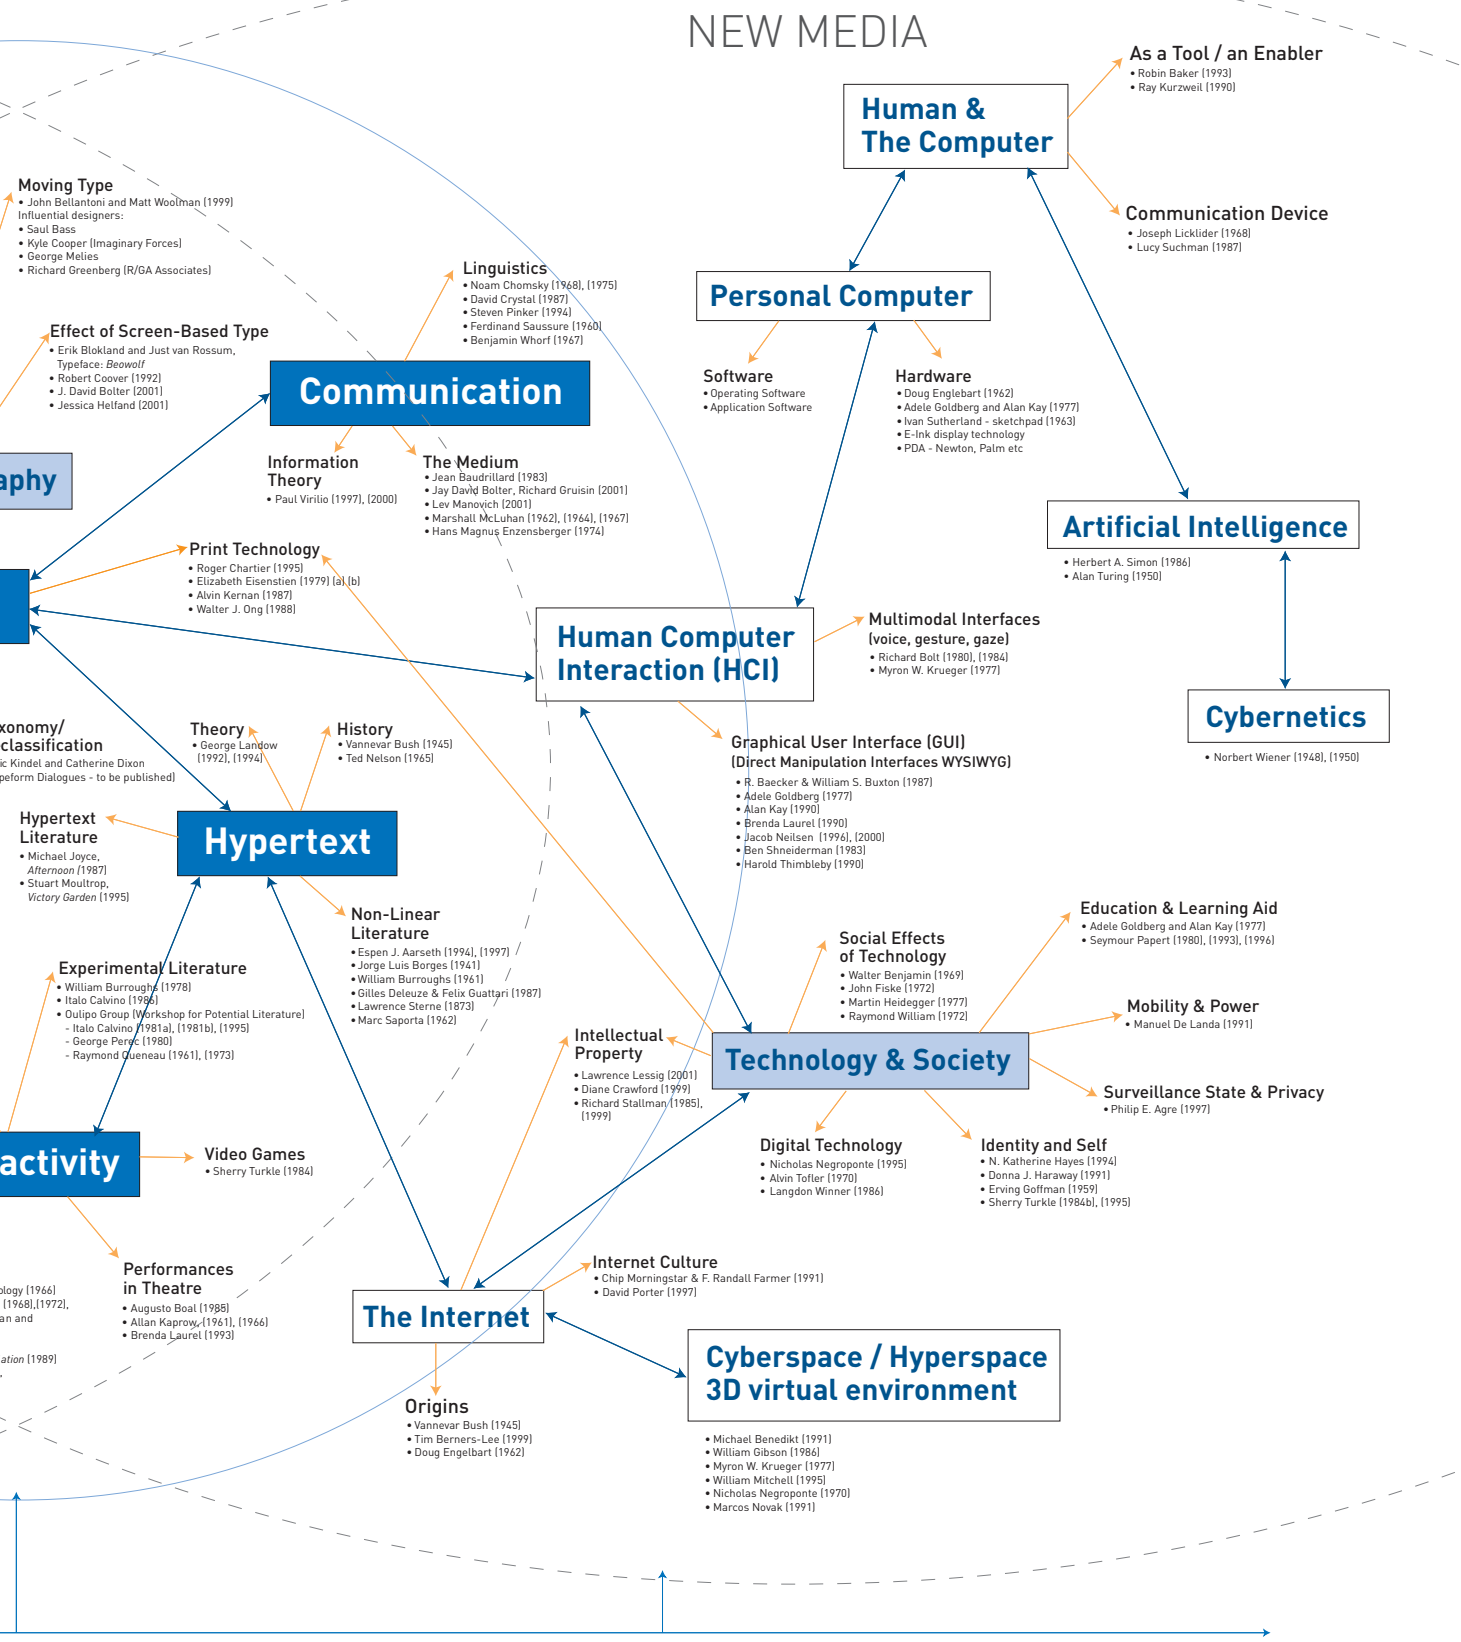 NEW MEDIA
As a Tool / an Enabler
• Robin Baker (1993)
• Ray Kurzweil (1990)
Human &
The Computer
Communication Device
• Joseph Licklider (1968)
• Lucy Suchman (1987)
Moving Type
• John Bellantoni and Matt Woolman (1999)
Influential designers:
• Saul Bass
• Kyle Cooper (Imaginary Forces)
• George Melies
• Richard Greenberg (R/GA Associates)
Linguistics
• Noam Chomsky (1968), (1975)
• David Crystal (1987)
• Steven Pinker (1994)
• Ferdinand Saussure (1960)
• Benjamin Whorf (1967)
Personal Computer
Effect of Screen-Based Type
• Erik Blokland and Just van Rossum,
Typeface: Beowolf
• Robert Coover (1992)
• J. David Bolter (2001)
• Jessica Helfand (2001)
Communication
Software
• Operating Software
• Application Software
Hardware
• Doug Englebart (1962)
• Adele Goldberg and Alan Kay (1977)
• Ivan Sutherland - sketchpad (1963)
• E-Ink display technology
• PDA - Newton, Palm etc
aphy
Information
Theory
• Paul Virilio (1997), (2000)
The Medium
• Jean Baudrillard (1983)
• Jay David Bolter, Richard Gruisin (2001)
• Lev Manovich (2001)
• Marshall McLuhan (1962), (1964), (1967)
• Hans Magnus Enzensberger (1974)
Artificial Intelligence
• Herbert A. Simon (1986)
• Alan Turing (1950)
Print Technology
• Roger Chartier (1995)
• Elizabeth Eisenstien (1979) (a) (b)
• Alvin Kernan (1987)
• Walter J. Ong (1988)
Human Computer
Interaction (HCI)
Multimodal Interfaces
(voice, gesture, gaze)
• Richard Bolt (1980), (1984)
• Myron W. Krueger (1977)
Cybernetics
• Norbert Wiener (1948), (1950)
xonomy/
classification
ic Kindel and Catherine Dixon
peform Dialogues - to be published)
Theory
• George Landow
(1992), (1994)
History
• Vannevar Bush (1945)
• Ted Nelson (1965)
Graphical User Interface (GUI)
(Direct Manipulation Interfaces WYSIWYG)
• R. Baecker & William S. Buxton (1987)
• Adele Goldberg (1977)
• Alan Kay (1990)
• Brenda Laurel (1990)
• Jacob Neilsen (1996), (2000)
• Ben Shneiderman (1983)
• Harold Thimbleby (1990)
Hypertext
Literature
• Michael Joyce,
Afternoon (1987)
• Stuart Moultrop,
Victory Garden (1995)
Hypertext
Non-Linear
Literature
• Espen J. Aarseth (1994), (1997)
• Jorge Luis Borges (1941)
• William Burroughs (1961)
• Gilles Deleuze & Felix Guattari (1987)
• Lawrence Sterne (1873)
• Marc Saporta (1962)
Experimental Literature
• William Burroughs (1978)
• Italo Calvino (1986)
• Oulipo Group (Workshop for Potential Literature)
- Italo Calvino (1981a), (1981b), (1995)
- George Perec (1980)
- Raymond Queneau (1961), (1973)
Social Effects
of Technology
• Walter Benjamin (1969)
• John Fiske (1972)
• Martin Heidegger (1977)
• Raymond William (1972)
Education & Learning Aid
• Adele Goldberg and Alan Kay (1977)
• Seymour Papert (1980), (1993), (1996)
Mobility & Power
• Manuel De Landa (1991)
Intellectual
Property
• Lawrence Lessig (2001)
• Diane Crawford (1999)
• Richard Stallman (1985),
(1999)
Technology & Society
Surveillance State & Privacy
• Philip E. Agre (1997)
Digital Technology
• Nicholas Negroponte (1995)
• Alvin Tofler (1970)
• Langdon Winner (1986)
Identity and Self
• N. Katherine Hayes (1994)
• Donna J. Haraway (1991)
• Erving Goffman (1959)
• Sherry Turkle (1984b), (1995)
activity
Video Games
• Sherry Turkle (1984)
Performances
in Theatre
• Augusto Boal (1985)
• Allan Kaprow, (1961), (1966)
• Brenda Laurel (1993)
ology (1966)
(1968),(1972),
an and
ation (1989)
Internet Culture
• Chip Morningstar & F. Randall Farmer (1991)
• David Porter (1997)
The Internet
Cyberspace / Hyperspace
3D virtual environment
Origins
• Vannevar Bush (1945)
• Tim Berners-Lee (1999)
• Doug Engelbart (1962)
• Michael Benedikt (1991)
• William Gibson (1986)
• Myron W. Krueger (1977)
• William Mitchell (1995)
• Nicholas Negroponte (1970)
• Marcos Novak (1991)